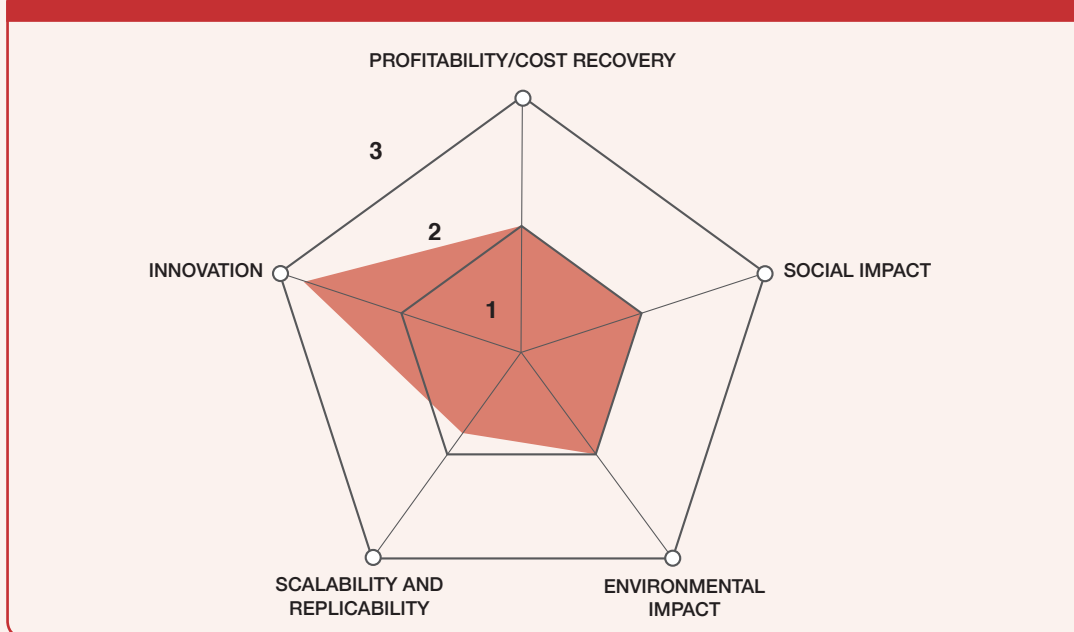 PROFITABILITY/COST RECOVERY
3
2
INNOVATION
SOCIAL IMPACT
1
SCALABILITY AND
REPLICABILITY
ENVIRONMENTAL
IMPACT